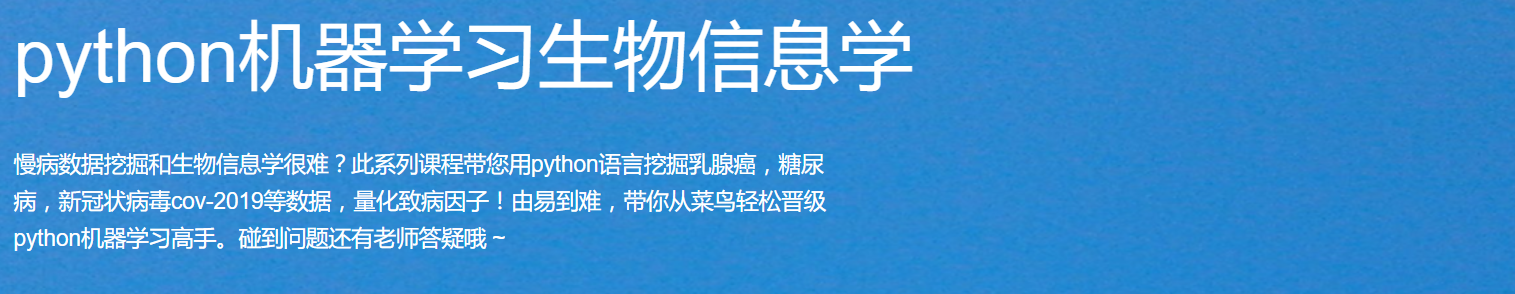 python机器学习生物信息学
慢病数据挖掘和生物信息学很难？此系列课程带您用python语言挖掘乳腺癌，糖尿
病，新冠状病毒cov-2019等数据，量化致病因子！由易到难，带你从菜鸟轻松晋级
python机器学习高手。碰到问题还有老师答疑哦 ~